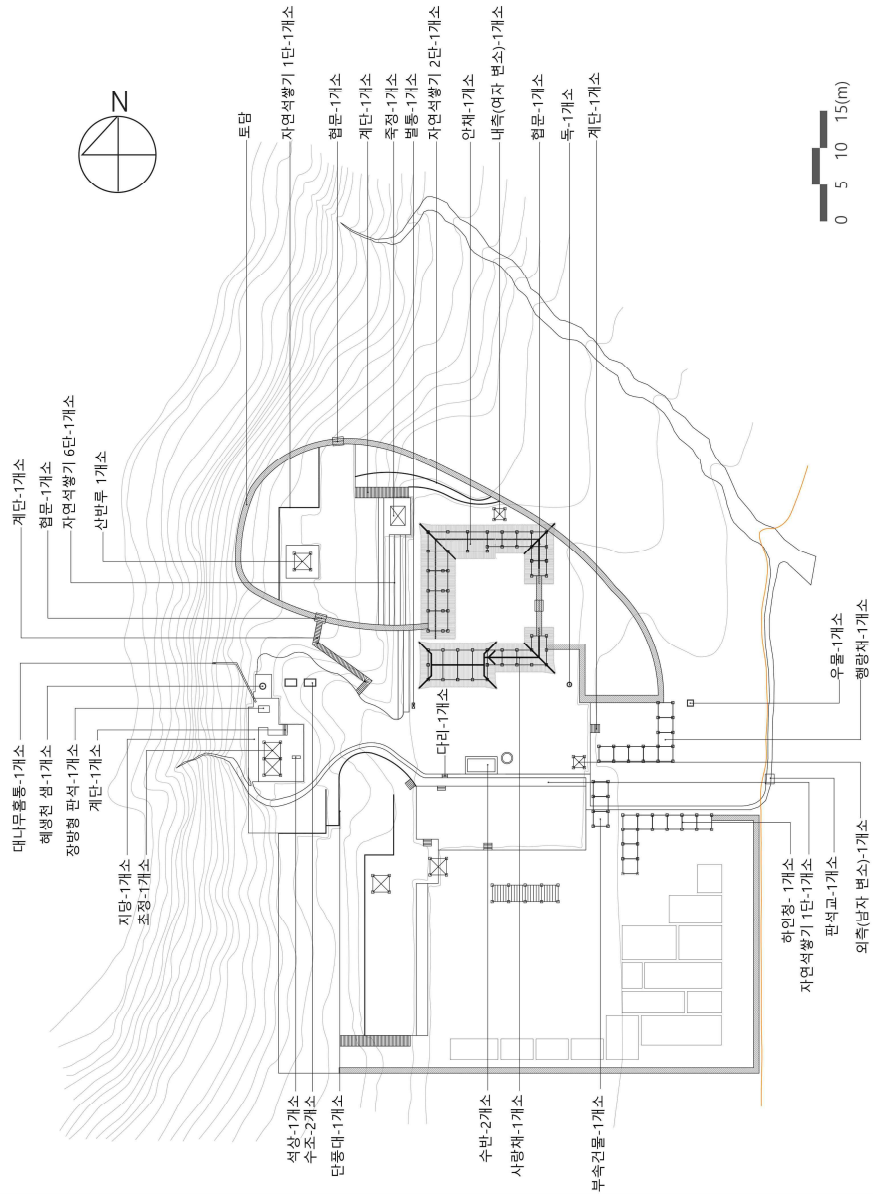 N
토담
자연석쌓기 1단-1개소
협문-1개소
계단-1개소
죽정-1개소
벌통-1개소
자연석쌓기 2단-1개소
안채-1개소
내측(여자 변소)-1개소
협문-1개소
독-1개소
계단-1개소
0 5 10 15(m)
계단-1개소
협문-1개소
자연석쌓기 6단-1개소
산반루 1개소
대나무홈통-1개소
혜생천 샘-1개소
장방형 판석-1개소
계단-1개소
지당-1개소
초정-1개소
다리-1개소
우물-1개소
행랑채-1개소
하인청- 1개소
자연석쌓기 1단-1개소
판석교-1개소
외측(남자 변소)-1개소
석상-1개소
수조-2개소
단풍대-1개소
수반-2개소
사랑채-1개소
부속건물-1개소